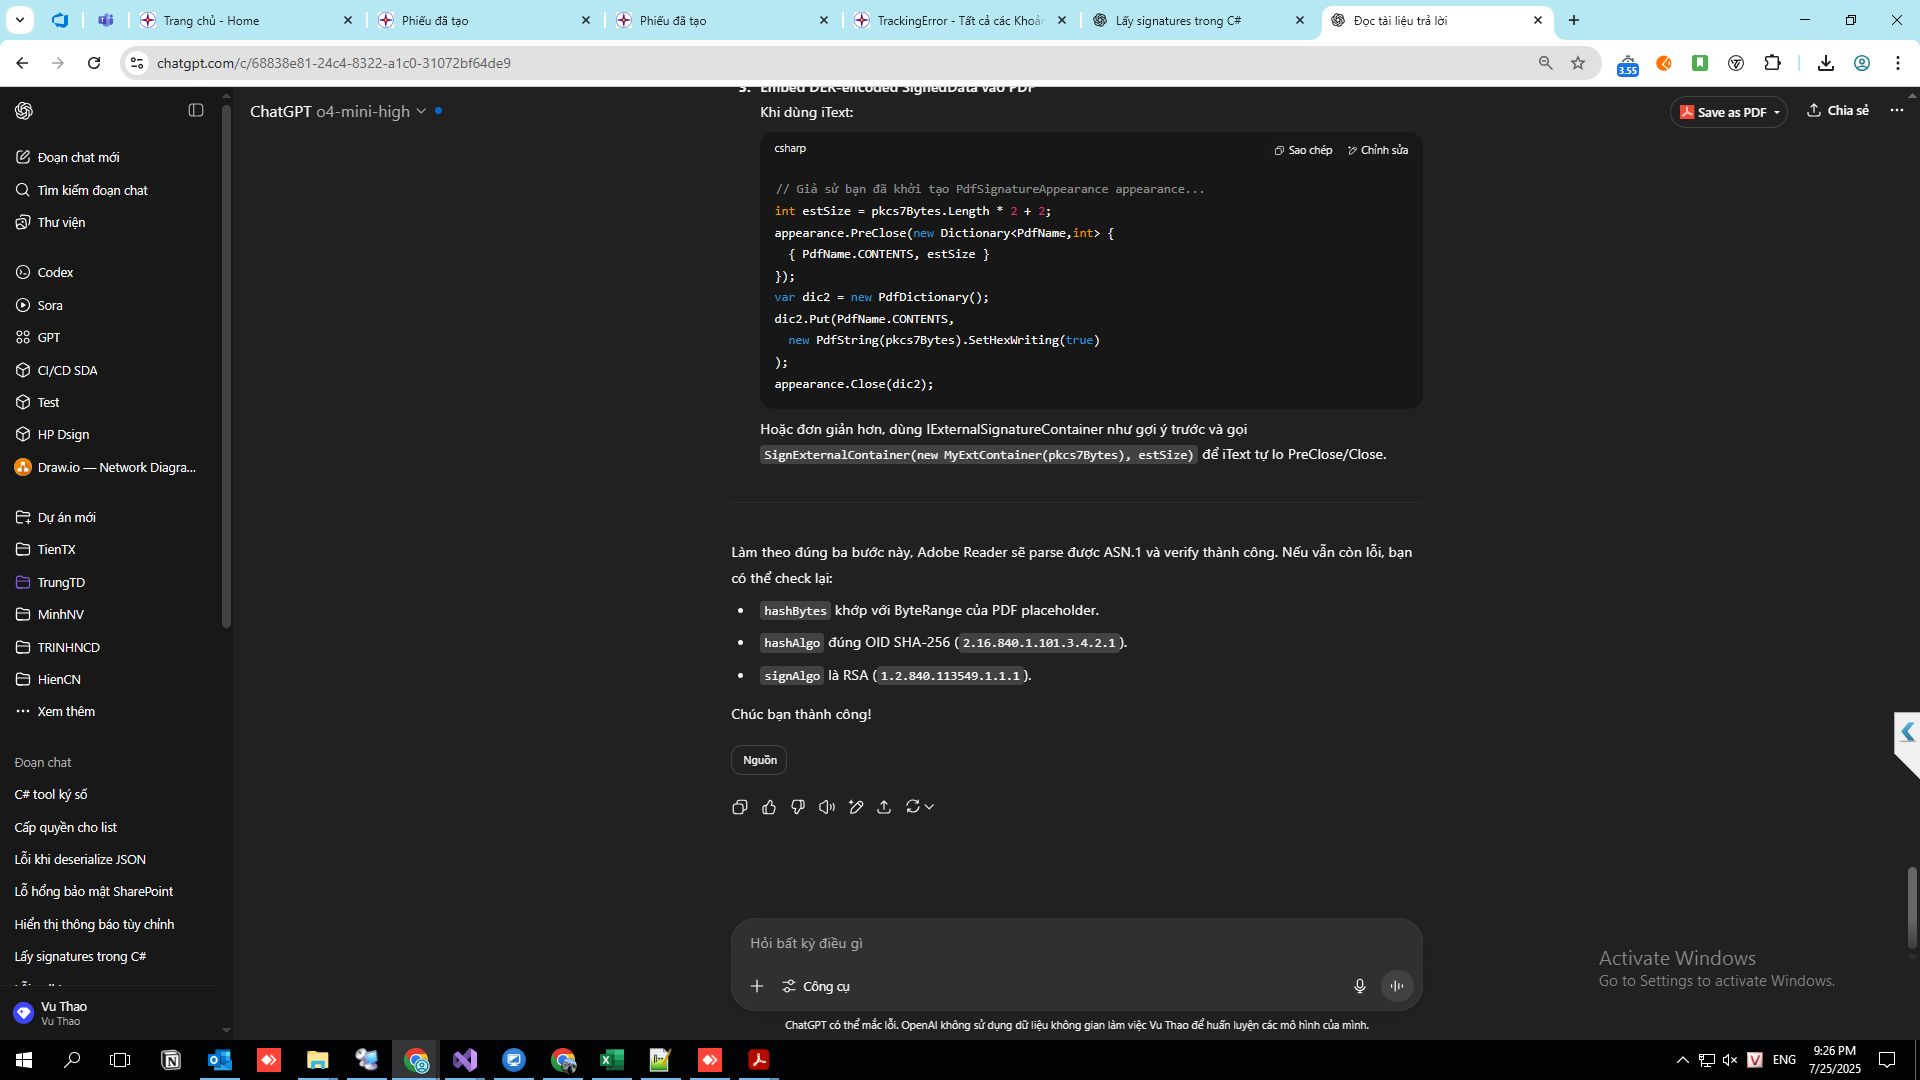 Trang chủ - Home
Phiếu đã tạo
Phiếu đã tạo
TrackingError - Tất cả các Khoản
Lấy signatures trong C#
Đọc tài liệu trả lời
chatgpt.com/c/68838e81-24c4-8322-a1c0-31072bf64de9
3.55
ChatGPT o4-mini-high
Save as PDF
Chia sẻ
Đoạn chat mới
Tìm kiếm đoạn chat
Thư viện
Codex
Sora
GPT
CI/CD SDA
Test
HP Dsign
Draw.io — Network Diagra...
Dự án mới
TienTX
TrungTD
MinhNV
TRINHNCD
HienCN
Xem thêm
Đoạn chat
C# tool ký số
Cấp quyền cho list
Lỗi khi deserialize JSON
Lỗ hổng bảo mật SharePoint
Hiển thị thông báo tùy chỉnh
Lấy signatures trong C#
Vu Thao
Vu Thao
3. Embed DER-encoded SignedData vào PDF
Khi dùng iText:
csharp
Sao chép
Chỉnh sửa
// Giả sử bạn đã khởi tạo PdfSignatureAppearance appearance...
int estSize = pkcs7Bytes.Length * 2 + 2;
appearance.PreClose(new Dictionary<PdfName,int> {
{ PdfName.CONTENTS, estSize }
});
var dic2 = new PdfDictionary();
dic2.Put(PdfName.CONTENTS,
new PdfString(pkcs7Bytes).SetHexWriting(true)
);
appearance.Close(dic2);
Hoặc đơn giản hơn, dùng IExternalSignatureContainer như gợi ý trước và gọi
SignExternalContainer(new MyExtContainer(pkcs7Bytes), estSize) để iText tự lo PreClose/Close.
Làm theo đúng ba bước này, Adobe Reader sẽ parse được ASN.1 và verify thành công. Nếu vẫn còn lỗi, bạn
có thể check lại:
• hashBytes khớp với ByteRange của PDF placeholder.
• hashAlgo đúng OID SHA-256 (2.16.840.1.101.3.4.2.1).
• signAlgo là RSA (1.2.840.113549.1.1.1).
Chúc bạn thành công!
Nguồn
Hỏi bất kỳ điều gì
Công cụ
ChatGPT có thể mắc lỗi. OpenAI không sử dụng dữ liệu không gian làm việc Vu Thao để huấn luyện các mô hình của mình.
Activate Windows
Go to Settings to activate Windows.
ENG
9:26 PM
7/25/2025